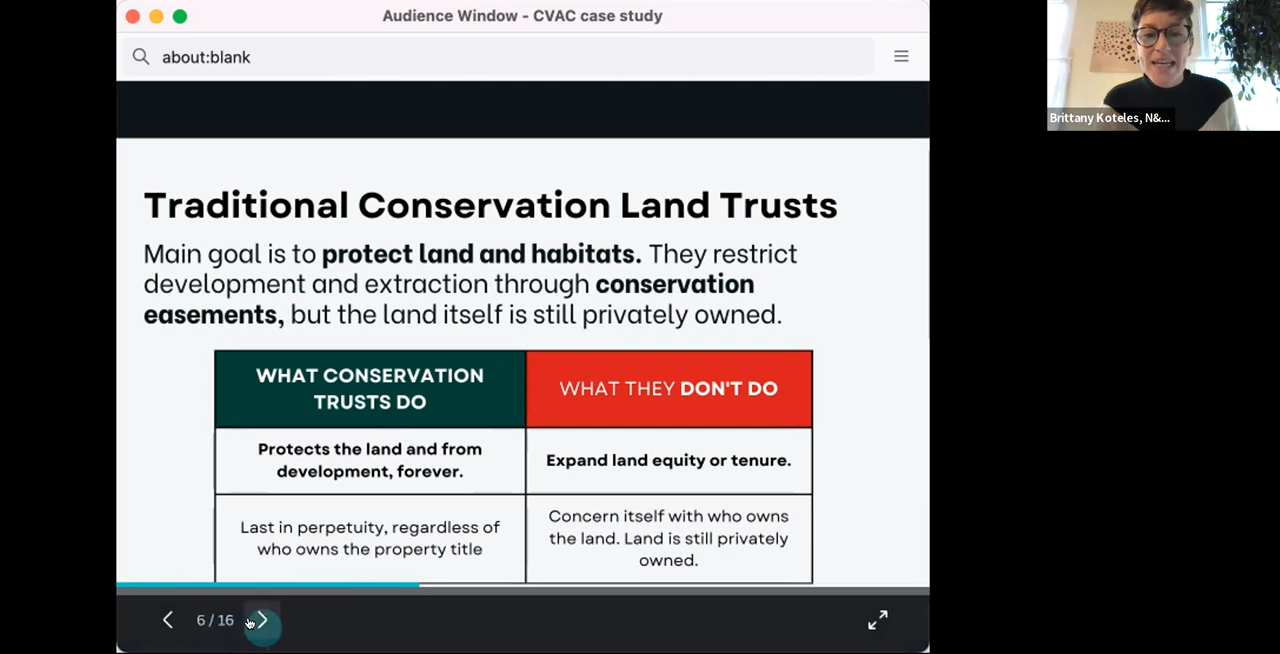 Audience Window - CVAC case study
about:blank
Brittany Koteles, N&...
Traditional Conservation Land Trusts
Main goal is to protect land and habitats. They restrict
development and extraction through conservation
easements, but the land itself is still privately owned.
WHAT CONSERVATION
TRUSTS DO
WHAT THEY DON'T DO
Protects the land and from
development, forever.
Expand land equity or tenure.
Last in perpetuity, regardless of
who owns the property title
Concern itself with who owns
the land. Land is still privately
owned.
6 / 16